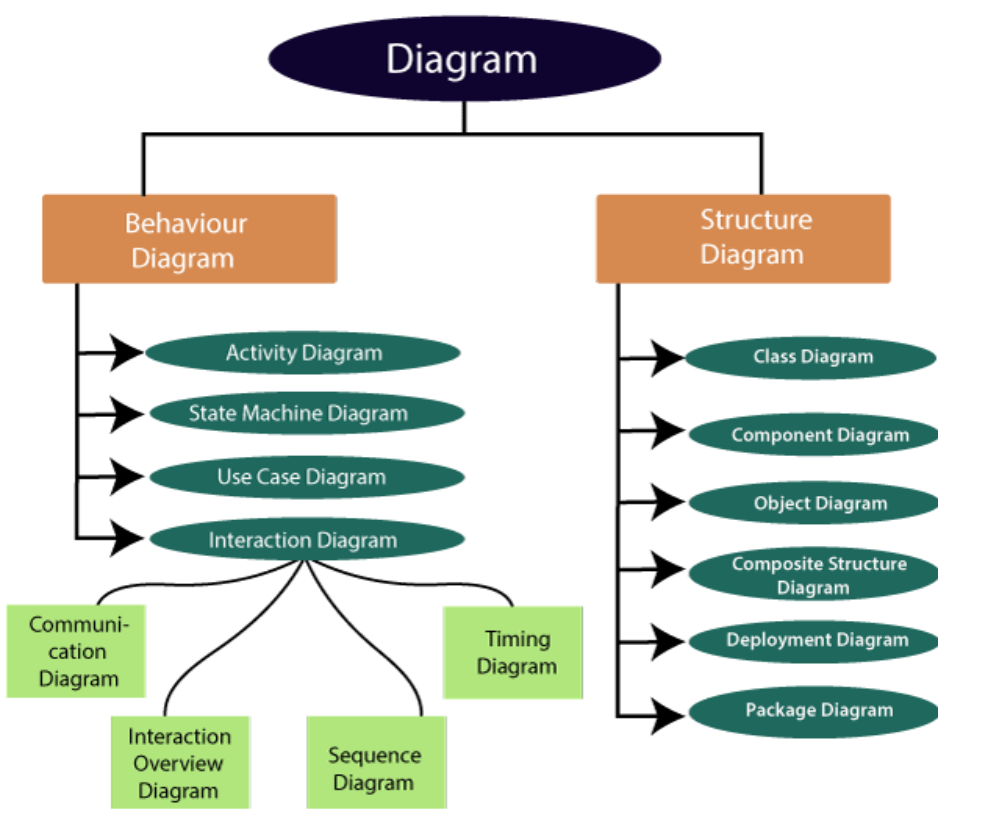 Diagram
Behaviour
Diagram
Structure
Diagram
Activity Diagram
State Machine Diagram
Use Case Diagram
Interaction Diagram
Communi-
cation
Diagram
Interaction
Overview
Diagram
Sequence
Diagram
Timing
Diagram
Class Diagram
Component Diagram
Object Diagram
Composite Structure
Diagram
Deployment Diagram
Package Diagram